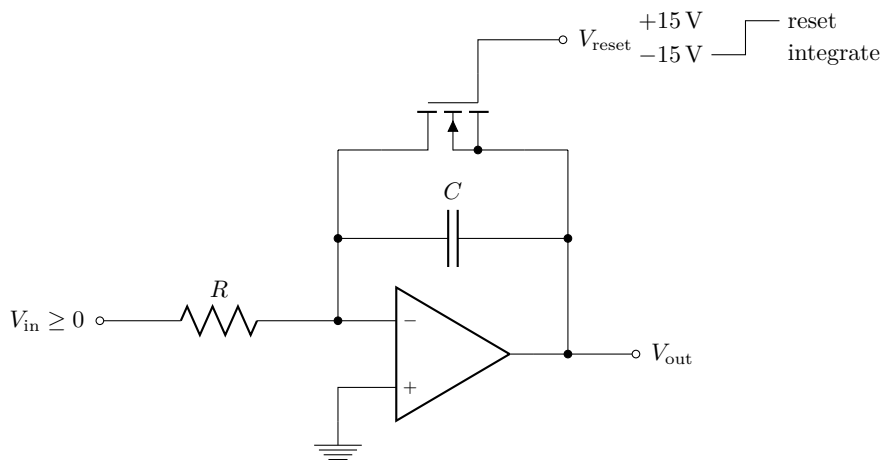 +15 V reset
V_reset −15 V integrate
C
R
V_in ≥ 0
−
V_out
+